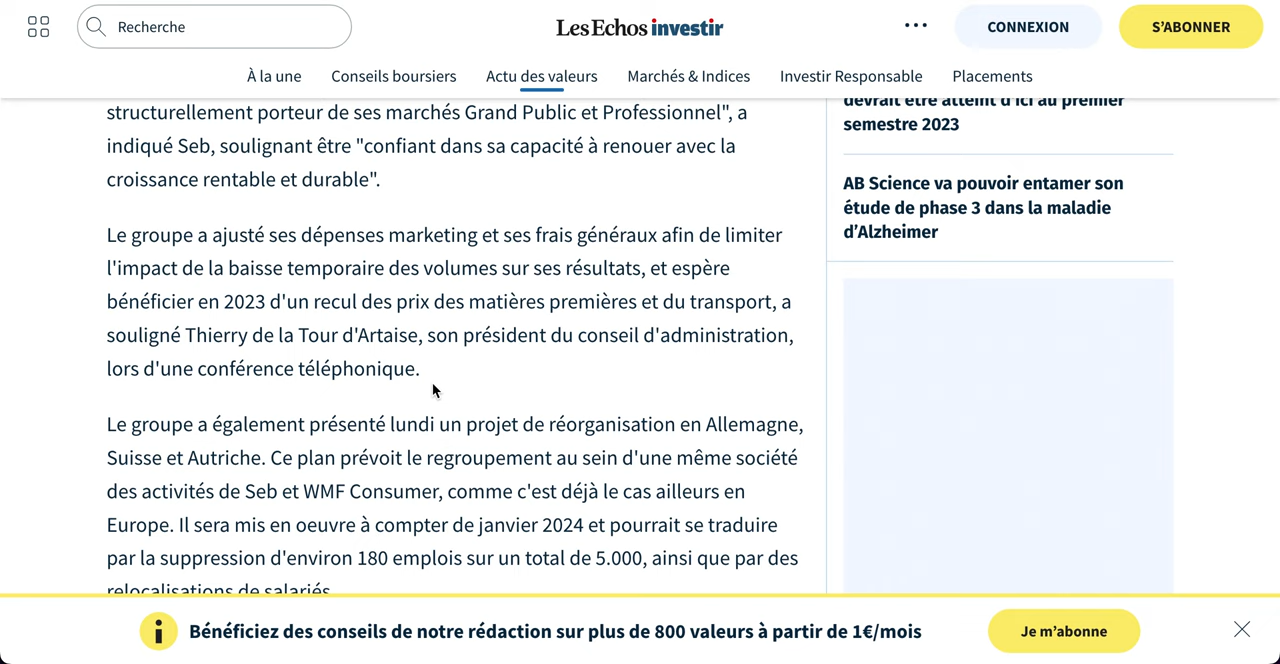 Recherche
Les Echos investir
CONNEXION
S'ABONNER
À la une
Conseils boursiers
Actu des valeurs
Marchés & Indices
Investir Responsable
Placements
structurellement porteur de ses marchés Grand Public et Professionnel", a
indiqué Seb, soulignant être "confiant dans sa capacité à renouer avec la
croissance rentable et durable".
Le groupe a ajusté ses dépenses marketing et ses frais généraux afin de limiter
l'impact de la baisse temporaire des volumes sur ses résultats, et espère
bénéficier en 2023 d'un recul des prix des matières premières et du transport, a
souligné Thierry de la Tour d'Artaise, son président du conseil d'administration,
lors d'une conférence téléphonique.
Le groupe a également présenté lundi un projet de réorganisation en Allemagne,
Suisse et Autriche. Ce plan prévoit le regroupement au sein d'une même société
des activités de Seb et WMF Consumer, comme c'est déjà le cas ailleurs en
Europe. Il sera mis en oeuvre à compter de janvier 2024 et pourrait se traduire
par la suppression d'environ 180 emplois sur un total de 5.000, ainsi que par des
relocalisations de salariés.
devrait être atteint d'ici au premier
semestre 2023
AB Science va pouvoir entamer son
étude de phase 3 dans la maladie
d'Alzheimer
Bénéficiez des conseils de notre rédaction sur plus de 800 valeurs à partir de 1€/mois
Je m'abonne